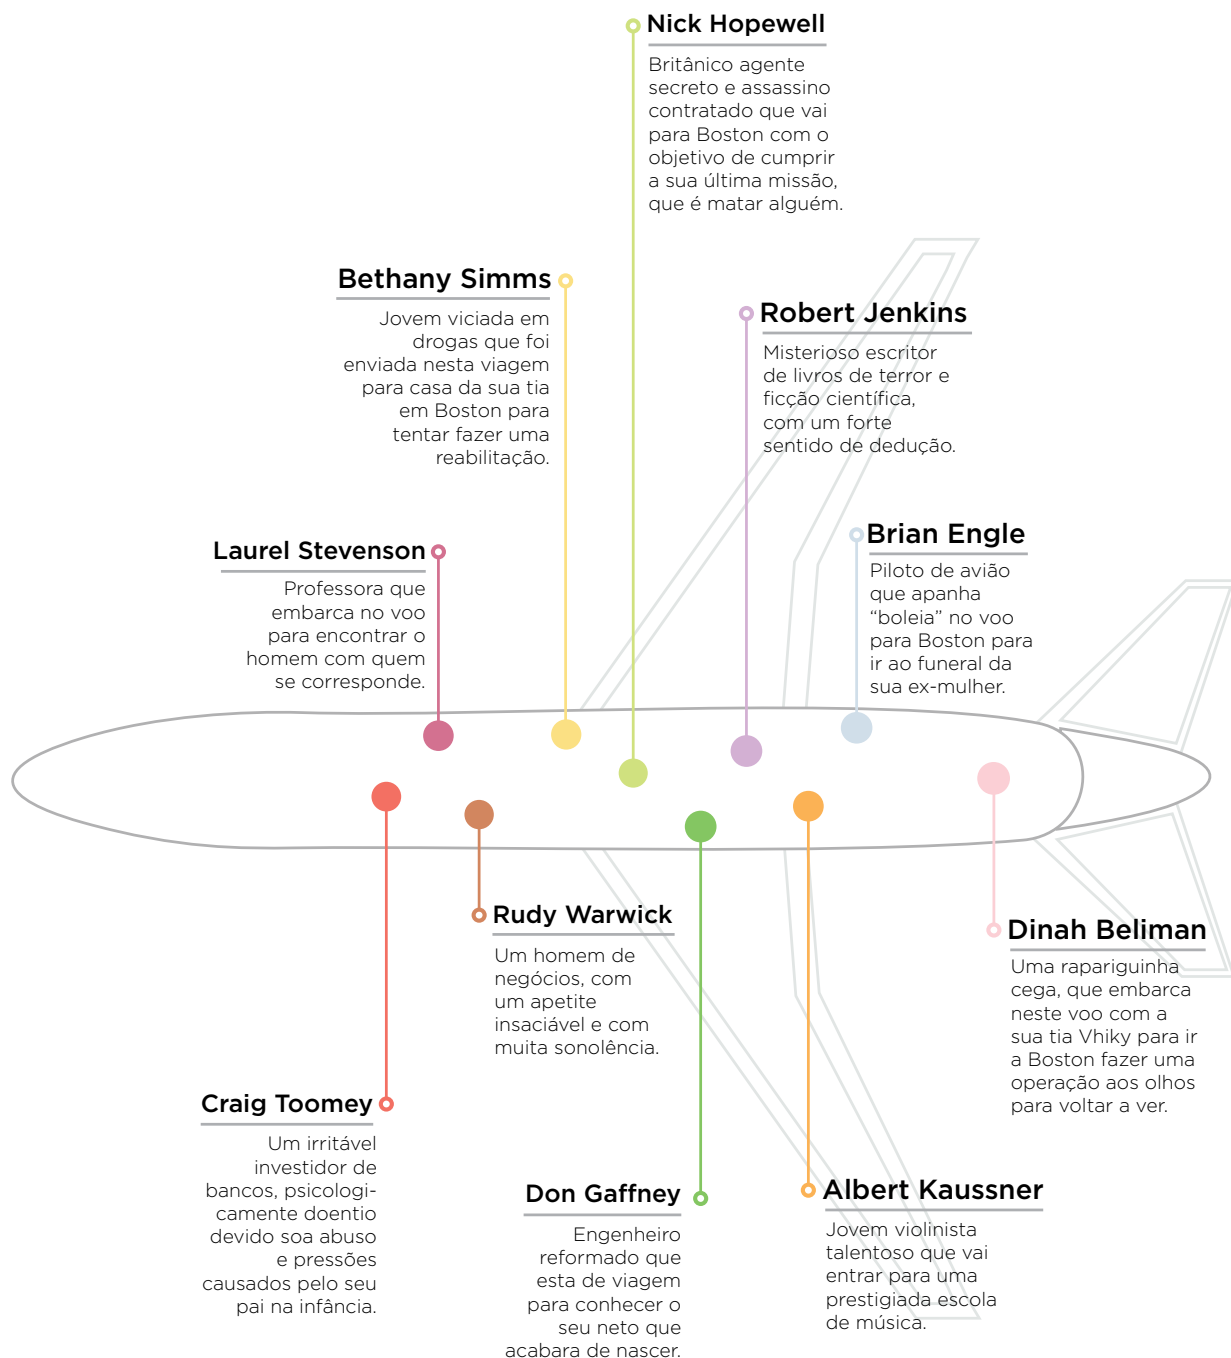 Nick Hopewell
Britânico agente
secreto e assassino
contratado que vai
para Boston com o
objetivo de cumprir
a sua última missão,
que é matar alguém.
Bethany Simms
Jovem viciada em
drogas que foi
enviada nesta viagem
para casa da sua tia
em Boston para
tentar fazer uma
reabilitação.
Robert Jenkins
Misterioso escritor
de livros de terror e
ficção científica,
com um forte
sentido de dedução.
Laurel Stevenson
Professora que
embarca no voo
para encontrar o
homem com quem
se corresponde.
Brian Engle
Piloto de avião
que apanha
“boleia” no voo
para Boston para
ir ao funeral da
sua ex-mulher.
Rudy Warwick
Um homem de
negócios, com
um apetite
insaciável e com
muita sonolência.
Dinah Beliman
Uma rapariguinha
cega, que embarca
neste voo com a
sua tia Vhiky para ir
a Boston fazer uma
operação aos olhos
para voltar a ver.
Craig Toomey
Um irritável
investidor de
bancos, psicologi-
camente doentio
devido soa abuso
e pressões
causados pelo seu
pai na infância.
Don Gaffney
Engenheiro
reformado que
esta de viagem
para conhecer o
seu neto que
acabara de nascer.
Albert Kaussner
Jovem violinista
talentoso que vai
entrar para uma
prestigiada escola
de música.